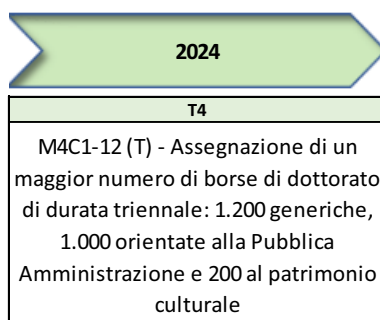 2024
T4
M4C1-12 (T) - Assegnazione di un
maggior numero di borse di dottorato
di durata triennale: 1.200 generiche,
1.000 orientate alla Pubblica
Amministrazione e 200 al patrimonio
culturale